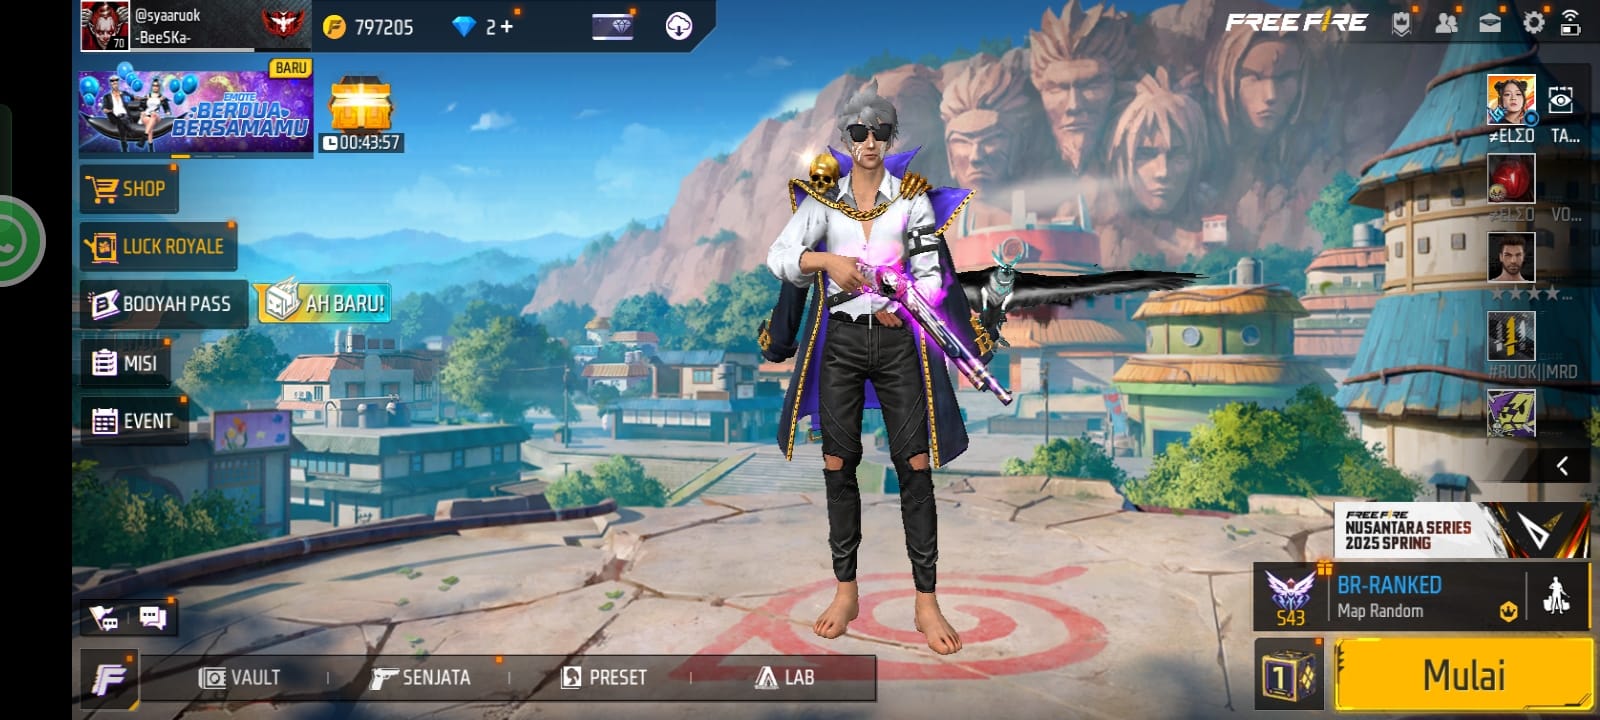 @syaaruok
-BeeSKa-
70
797205
2 +
FREE FIRE
BARU
EMOTE
BERDUA
BERSAMAMU
00:43:57
SHOP
LUCK ROYALE
BOOYAH PASS
AH BARU!
MISI
EVENT
≠ELΣO TA...
≠ELΣO VO...
★★★★...
#RUOK||MRD
FREE FIRE
NUSANTARA SERIES
2025 SPRING
BR-RANKED
Map Random
S43
VAULT
SENJATA
PRESET
LAB
1
Mulai